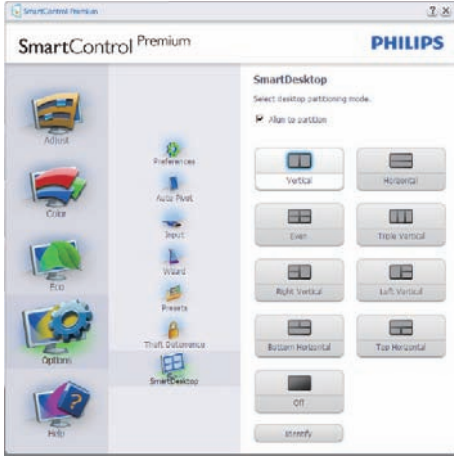 SmartControl Premium
SmartControl Premium
PHILIPS
Adjust
Color
Eco
Options
Help
Preferences
Auto Pivot
Input
Wizard
Presets
Theft Deterrence
SmartDesktop
SmartDesktop
Select desktop partitioning mode.
Align to partition
Vertical
Horizontal
Even
Triple Vertical
Right Vertical
Left Vertical
Bottom Horizontal
Top Horizontal
Off
Identify